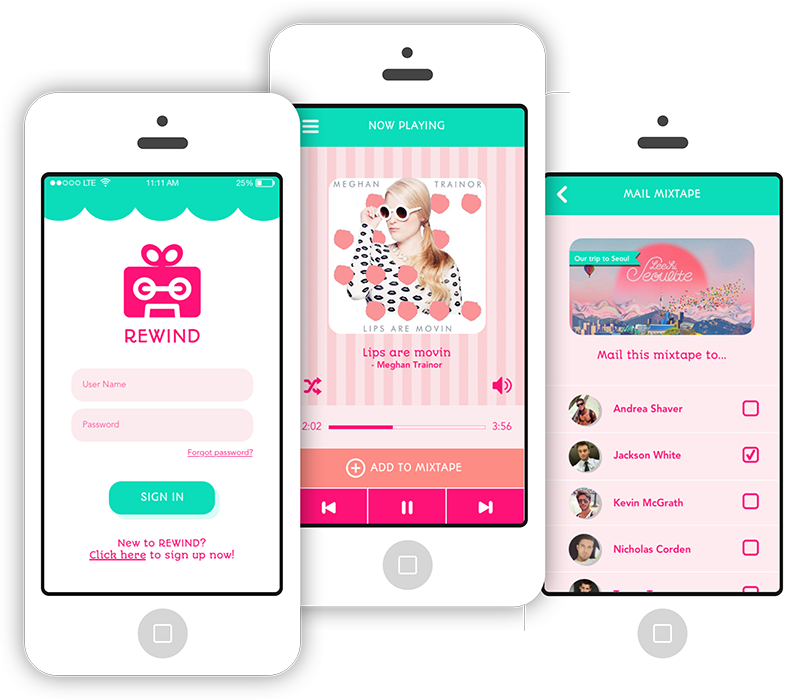 LTE
11:11 AM
25%
REWIND
User Name
Password
Forgot password?
SIGN IN
New to REWIND?
Click here to sign up now!
NOW PLAYING
MEGHAN TRAINOR
LIPS ARE MOVIN
Lips are movin
- Meghan Trainor
2:02
3:56
ADD TO MIXTAPE
MAIL MIXTAPE
Our trip to Seoul
Seoulite
Mail this mixtape to...
Andrea Shaver
Jackson White
Kevin McGrath
Nicholas Corden